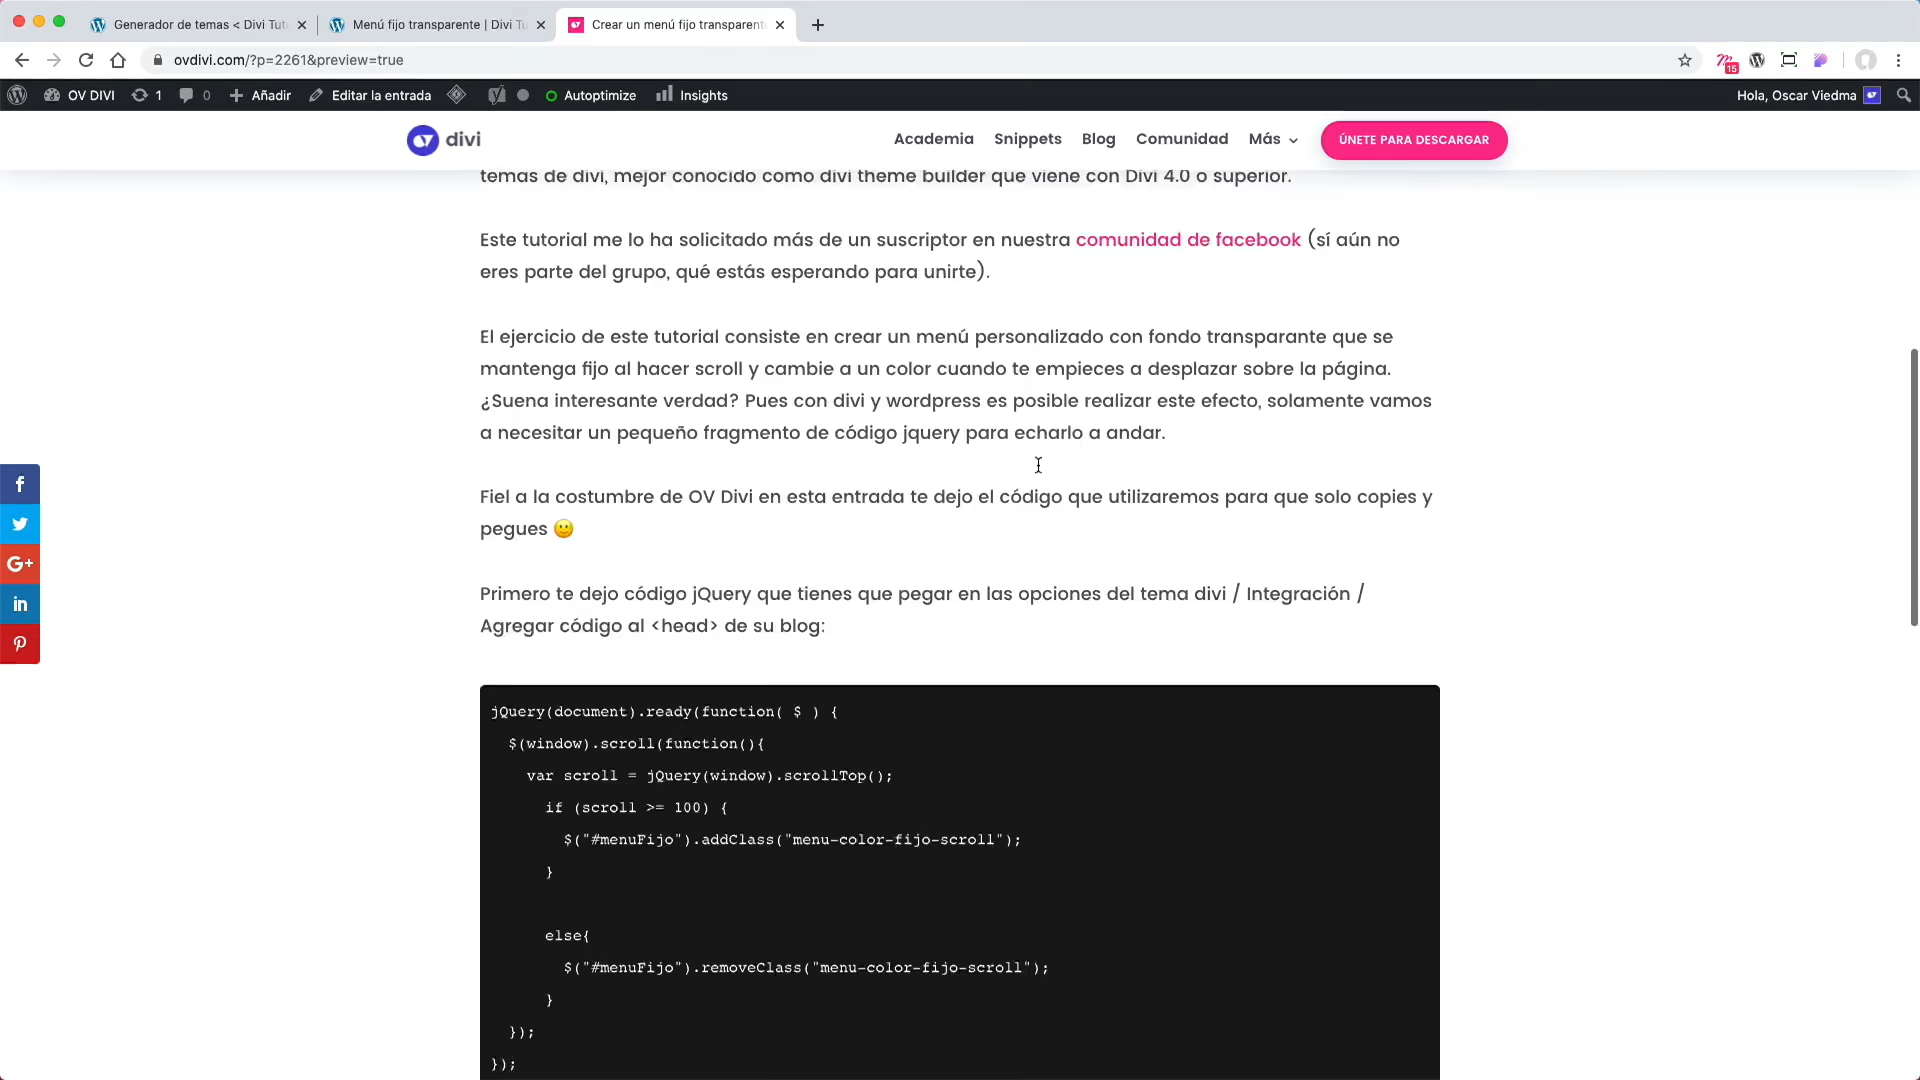 Generador de temas < Divi Tut
Menú fijo transparente | Divi Tu
Crear un menú fijo transparent
ovdivi.com/?p=2261&preview=true
15
OV DIVI
1
0
Añadir
Editar la entrada
Autoptimize
Insights
Hola, Oscar Viedma
divi
Academia
Snippets
Blog
Comunidad
Más
ÚNETE PARA DESCARGAR
temas de divi, mejor conocido como divi theme builder que viene con Divi 4.0 o superior.
Este tutorial me lo ha solicitado más de un suscriptor en nuestra comunidad de facebook (sí aún no
eres parte del grupo, qué estás esperando para unirte).
El ejercicio de este tutorial consiste en crear un menú personalizado con fondo transparante que se
mantenga fijo al hacer scroll y cambie a un color cuando te empieces a desplazar sobre la página.
¿Suena interesante verdad? Pues con divi y wordpress es posible realizar este efecto, solamente vamos
a necesitar un pequeño fragmento de código jquery para echarlo a andar.
Fiel a la costumbre de OV Divi en esta entrada te dejo el código que utilizaremos para que solo copies y
pegues 🙂
Primero te dejo código jQuery que tienes que pegar en las opciones del tema divi / Integración /
Agregar código al <head> de su blog:
jQuery(document).ready(function( $ ) {
$(window).scroll(function(){
var scroll = jQuery(window).scrollTop();
if (scroll >= 100) {
$("#menuFijo").addClass("menu-color-fijo-scroll");
}
else{
$("#menuFijo").removeClass("menu-color-fijo-scroll");
}
});
});